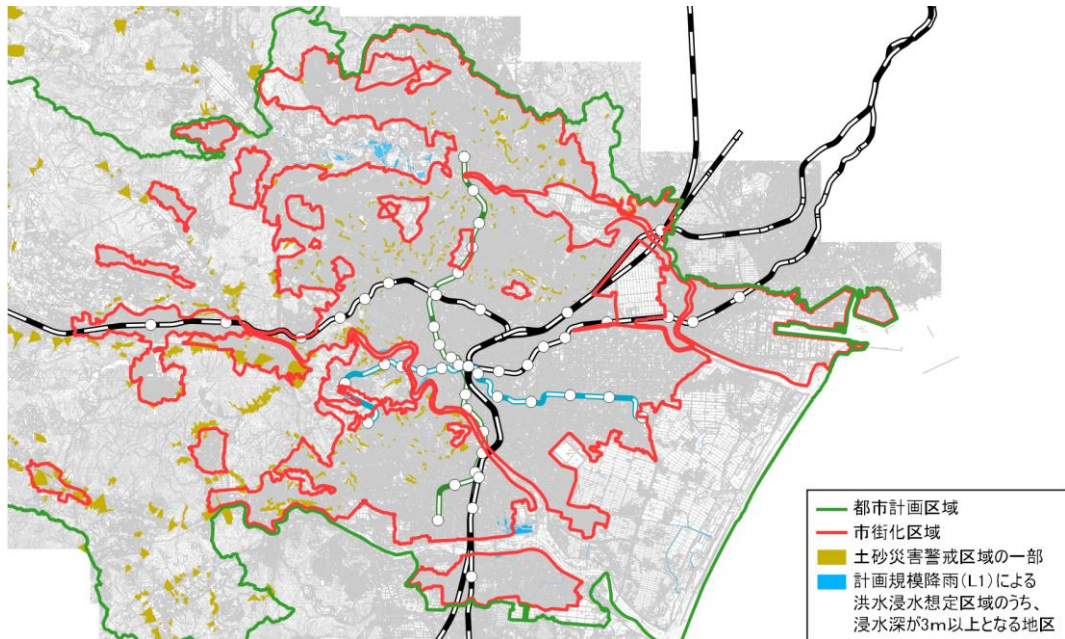 都市計画区域
市街化区域
土砂災害警戒区域の一部
計画規模降雨(L1)による
洪水浸水想定区域のうち、
浸水深が3m以上となる地区